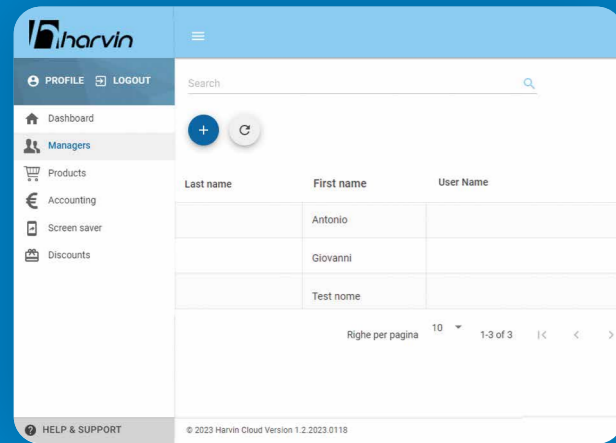 harvin
PROFILE LOGOUT
Search
Dashboard
Managers
Products
Accounting
Screen saver
Discounts
Last name First name User Name
Antonio
Giovanni
Test nome
Righe per pagina 10 1-3 of 3
HELP & SUPPORT
© 2023 Harvin Cloud Version 1.2.2023.0118